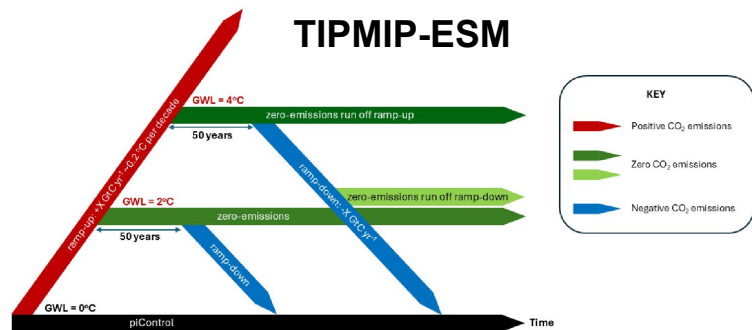 TIPMIP-ESM
GWL = 4°C
zero-emissions run off ramp-up
50 years
ramp-up: +X GtC yr⁻¹ ~0.2 °C per decade
ramp-down: -X GtC yr⁻¹
zero-emissions run off ramp-down
GWL = 2°C
zero-emissions
50 years
ramp-down
GWL = 0°C
piControl
Time
KEY
Positive CO₂ emissions
Zero CO₂ emissions
Negative CO₂ emissions